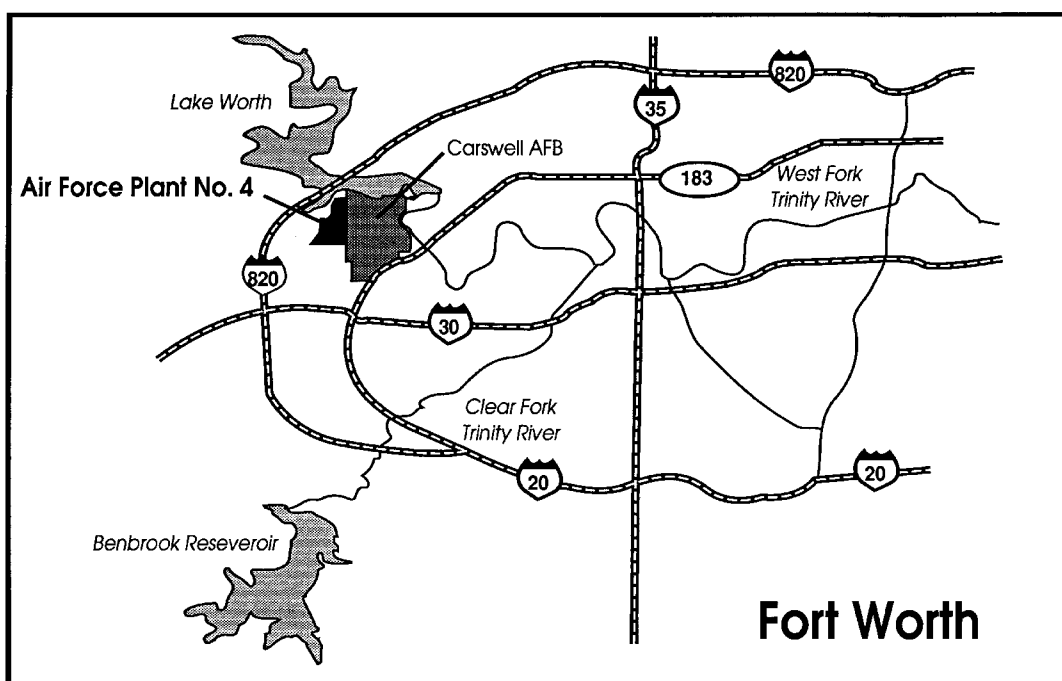 820
35
Lake Worth
Carswell AFB
Air Force Plant No. 4
183
West Fork
Trinity River
820
30
Clear Fork
Trinity River
20
20
Benbrook Reseveroir
Fort Worth